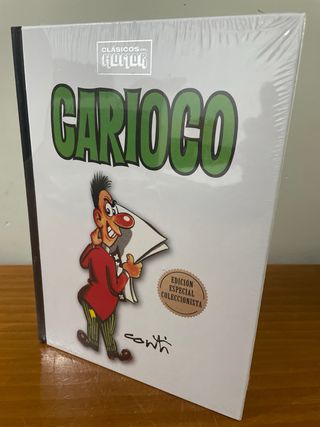 CLÁSICOS DEL
HUMOR
CARIOCO
EDICIÓN
ESPECIAL
COLECCIONISTA
conti